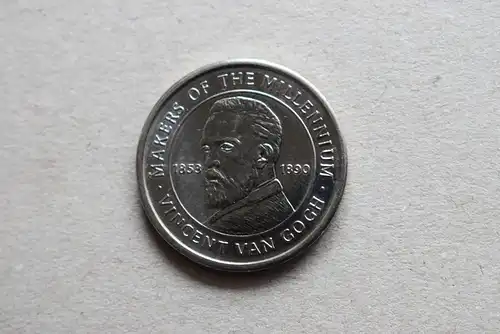 MAKERS OF THE MILLENNIUM
1853 1890
VINCENT VAN GOGH